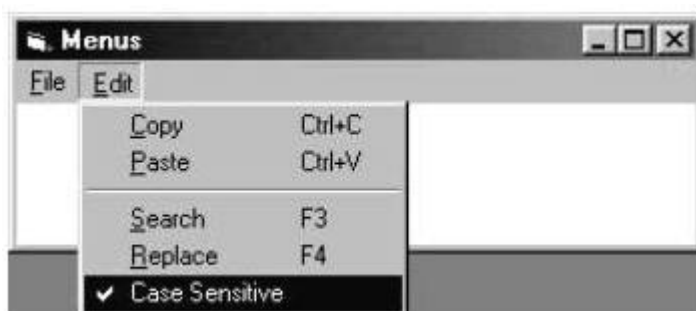 Menus
File Edit
Copy Ctrl+C
Paste Ctrl+V
Search F3
Replace F4
Case Sensitive